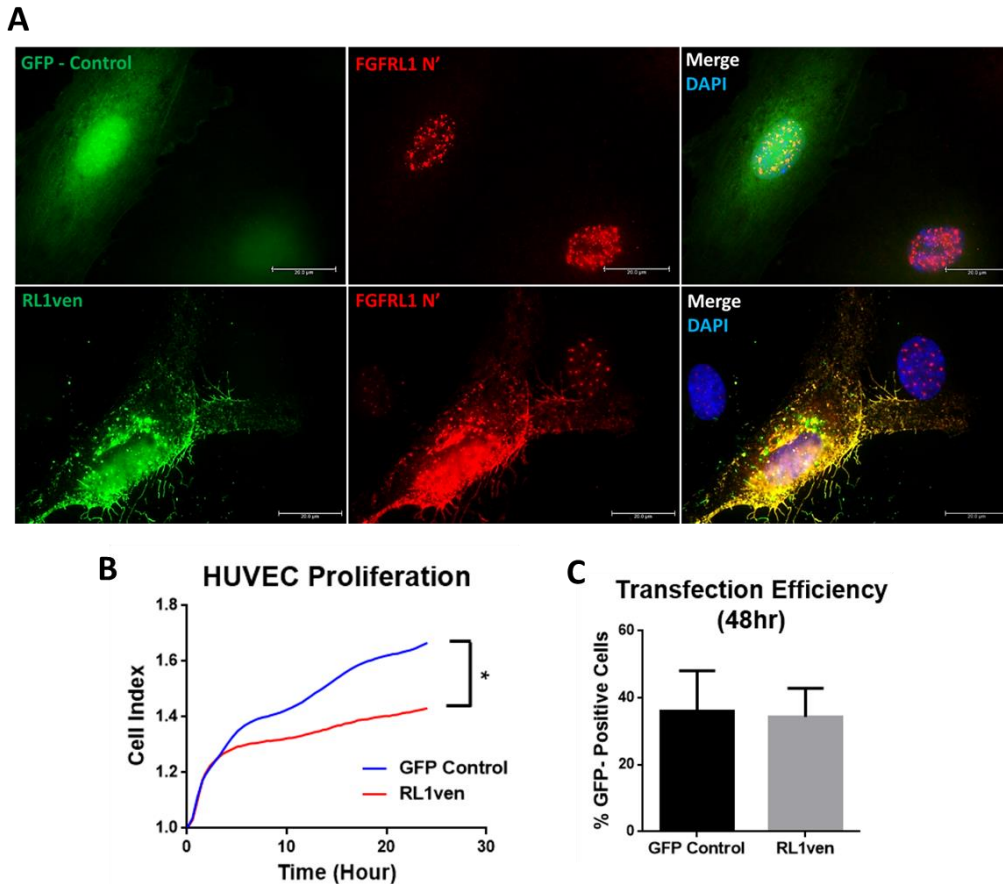 A
GFP - Control
FGFRL1 N'
Merge
DAPI
20.0 µm
20.0 µm
20.0 µm
RL1ven
FGFRL1 N'
Merge
DAPI
20.0 µm
20.0 µm
20.0 µm
B
HUVEC Proliferation
Cell Index
1.8
1.6
1.4
1.2
1.0
0
10
20
30
Time (Hour)
GFP Control
RL1ven
*
C
Transfection Efficiency
(48hr)
% GFP- Positive Cells
60
40
20
0
GFP Control
RL1ven